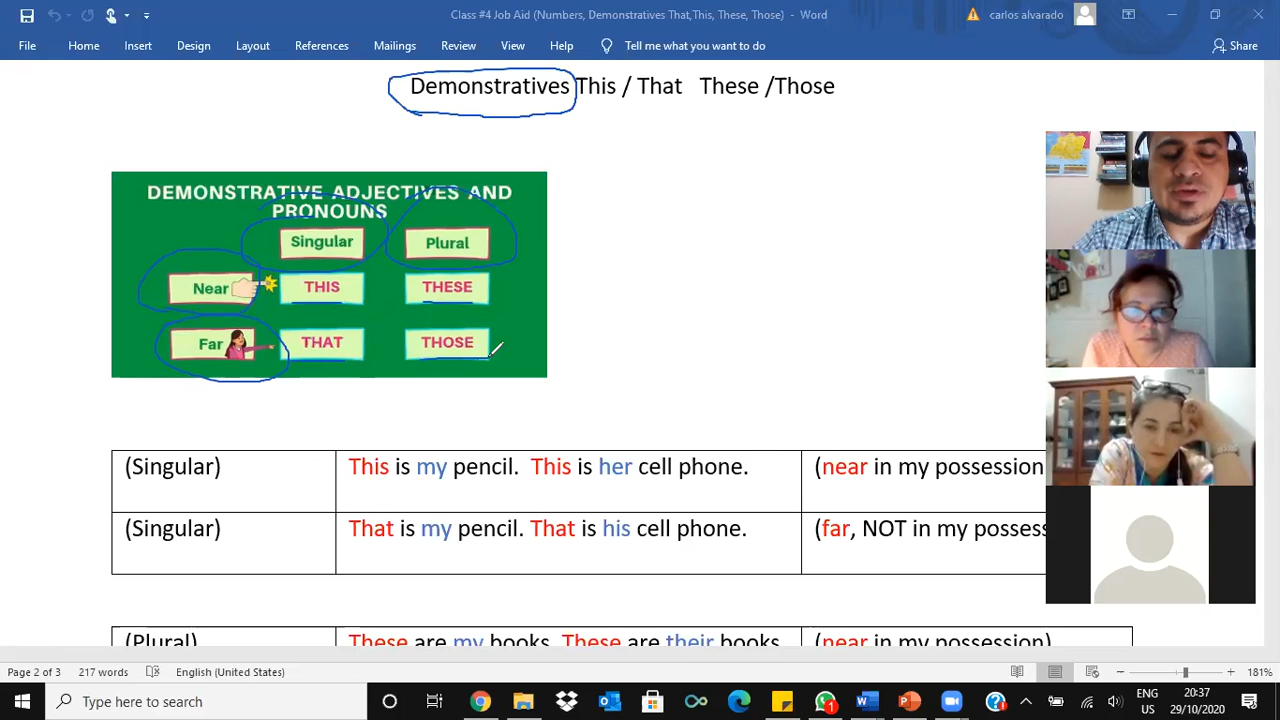 Class #4 Job Aid (Numbers, Demonstratives That,This, These, Those) - Word
carlos alvarado
File Home Insert Design Layout References Mailings Review View Help Tell me what you want to do Share
Demonstratives This / That These /Those
DEMONSTRATIVE ADJECTIVES AND
PRONOUNS
Singular Plural
Near THIS THESE
Far THAT THOSE
(Singular) This is my pencil. This is her cell phone. (near in my possession
(Singular) That is my pencil. That is his cell phone. (far, NOT in my possess
(Plural) These are my books. These are their books (near in my possession)
Page 2 of 3 217 words English (United States) 181%
Type here to search
1
ENG 20:37
US 29/10/2020